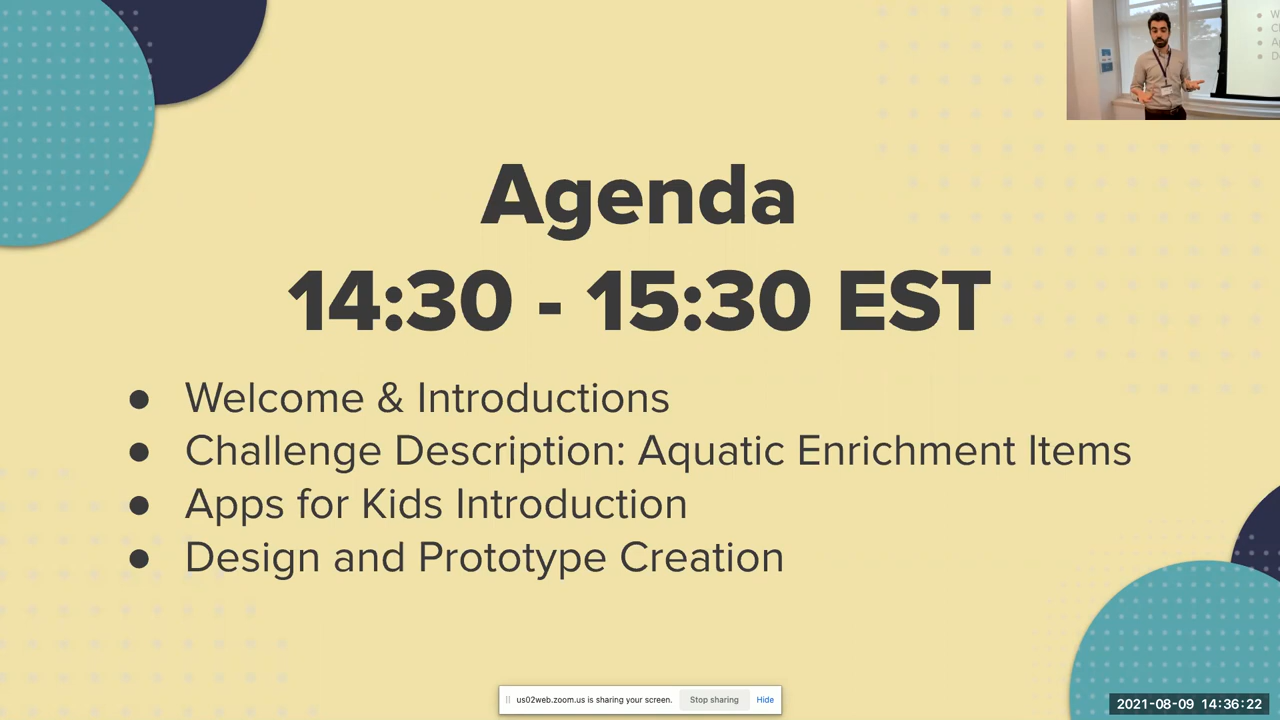 Agenda
14:30 - 15:30 EST
● Welcome & Introductions
● Challenge Description: Aquatic Enrichment Items
● Apps for Kids Introduction
● Design and Prototype Creation
us02web.zoom.us is sharing your screen. Stop sharing Hide
2021-08-09 14:36:22